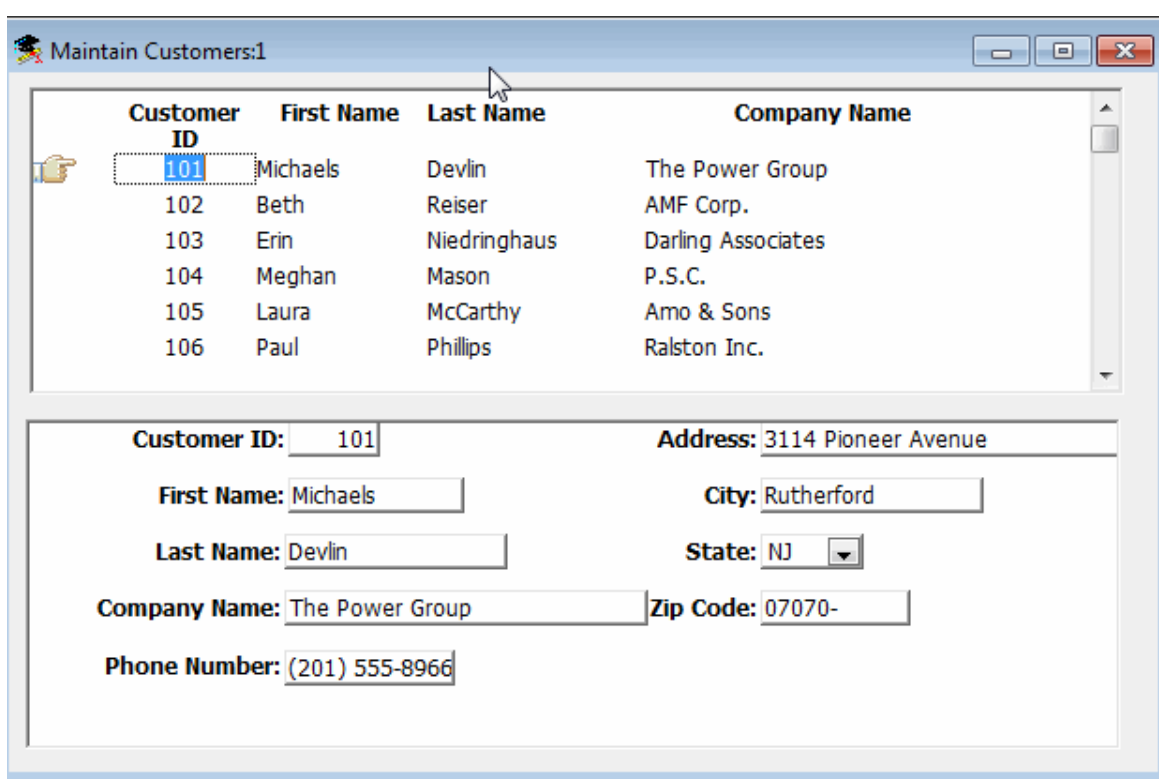 Maintain Customers:1
Customer ID First Name Last Name Company Name
101 Michaels Devlin The Power Group
102 Beth Reiser AMF Corp.
103 Erin Niedringhaus Darling Associates
104 Meghan Mason P.S.C.
105 Laura McCarthy Amo & Sons
106 Paul Phillips Ralston Inc.
Customer ID: 101 Address: 3114 Pioneer Avenue
First Name: Michaels City: Rutherford
Last Name: Devlin State: NJ
Company Name: The Power Group Zip Code: 07070-
Phone Number: (201) 555-8966